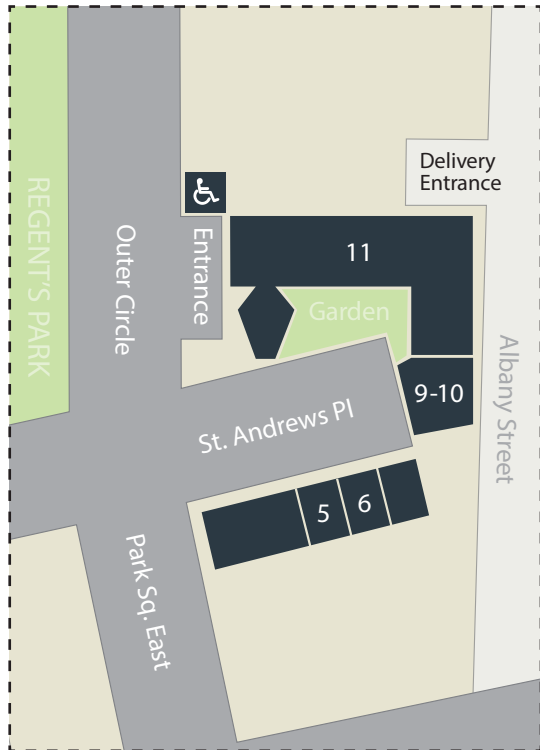 REGENT'S PARK
Outer Circle
Entrance
Delivery
Entrance
11
Garden
9-10
Albany Street
St. Andrews Pl
5
6
Park Sq. East